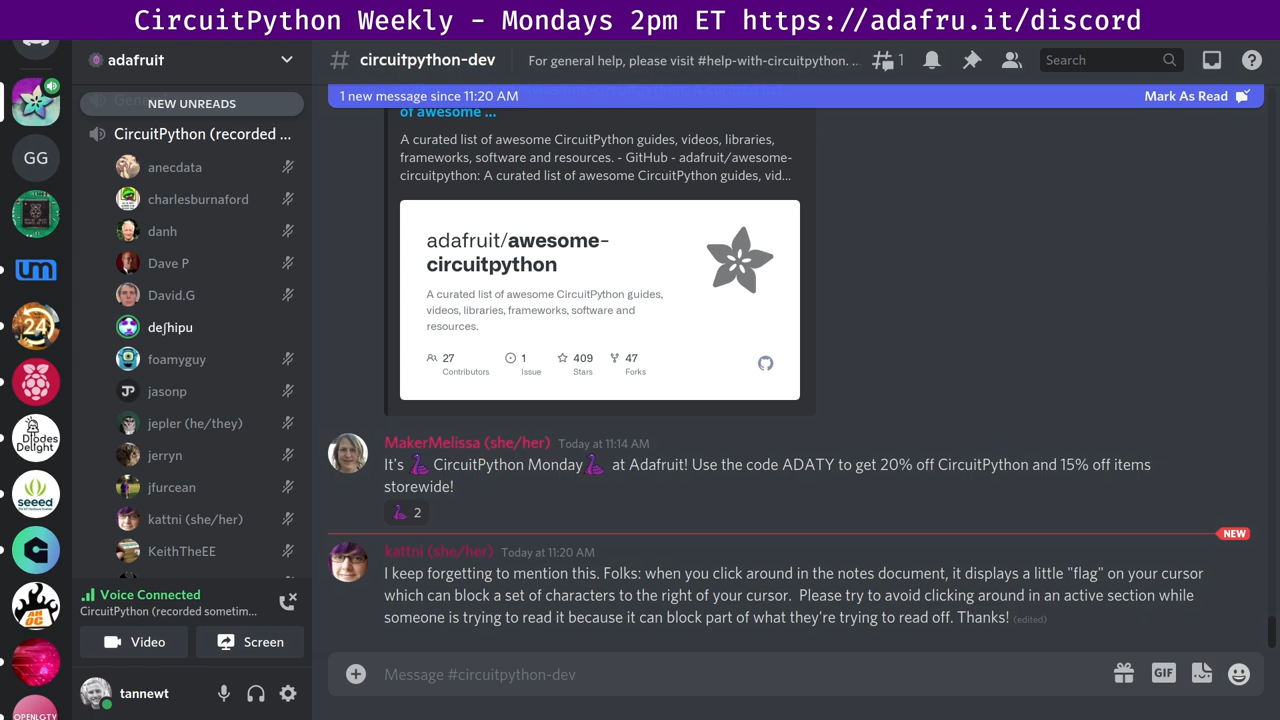 CircuitPython Weekly - Mondays 2pm ET https://adafru.it/discord
adafruit
circuitpython-dev
For general help, please visit #help-with-circuitpython. ...
1
Search
NEW UNREADS
1 new message since 11:20 AM
Mark As Read
CircuitPython (recorded ...
anecdata
charlesburnaford
danh
Dave P
David.G
deʃhipu
foamyguy
jasonp
jepler (he/they)
jerryn
jfurcean
kattni (she/her)
KeithTheEE
Voice Connected
CircuitPython (recorded sometim...
Video
Screen
tannewt
GG
24
DiODES
DELiGHT
seeed
OPENLGTV
of awesome ...
A curated list of awesome CircuitPython guides, videos, libraries,
frameworks, software and resources. - GitHub - adafruit/awesome-
circuitpython: A curated list of awesome CircuitPython guides, vid...
adafruit/awesome-
circuitpython
A curated list of awesome CircuitPython guides,
videos, libraries, frameworks, software and
resources.
27 1 409 47
Contributors Issue Stars Forks
MakerMelissa (she/her) Today at 11:14 AM
It's CircuitPython Monday at Adafruit! Use the code ADATY to get 20% off CircuitPython and 15% off items
storewide!
2
NEW
kattni (she/her) Today at 11:20 AM
I keep forgetting to mention this. Folks: when you click around in the notes document, it displays a little "flag" on your cursor
which can block a set of characters to the right of your cursor. Please try to avoid clicking around in an active section while
someone is trying to read it because it can block part of what they're trying to read off. Thanks! (edited)
Message #circuitpython-dev
GIF